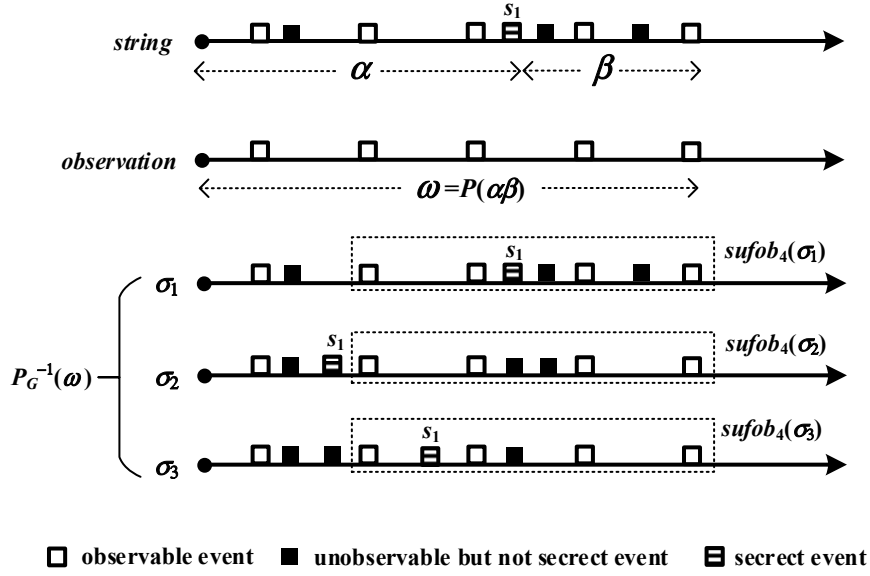 s₁
string
α
β
observation
ω=P(αβ)
sufob₄(σ₁)
s₁
σ₁
sufob₄(σ₂)
s₁
P_G⁻¹(ω)
σ₂
sufob₄(σ₃)
s₁
σ₃
observable event unobservable but not secrect event secrect event